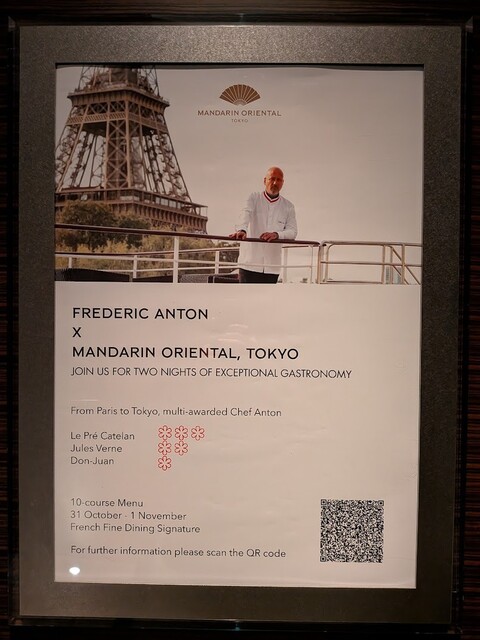 MANDARIN ORIENTAL
TOKYO
FREDERIC ANTON
X
MANDARIN ORIENTAL, TOKYO
JOIN US FOR TWO NIGHTS OF EXCEPTIONAL GASTRONOMY
From Paris to Tokyo, multi-awarded Chef Anton
Le Pré Catelan
Jules Verne
Don-Juan
10-course Menu
31 October - 1 November
French Fine Dining Signature
For further information please scan the QR code